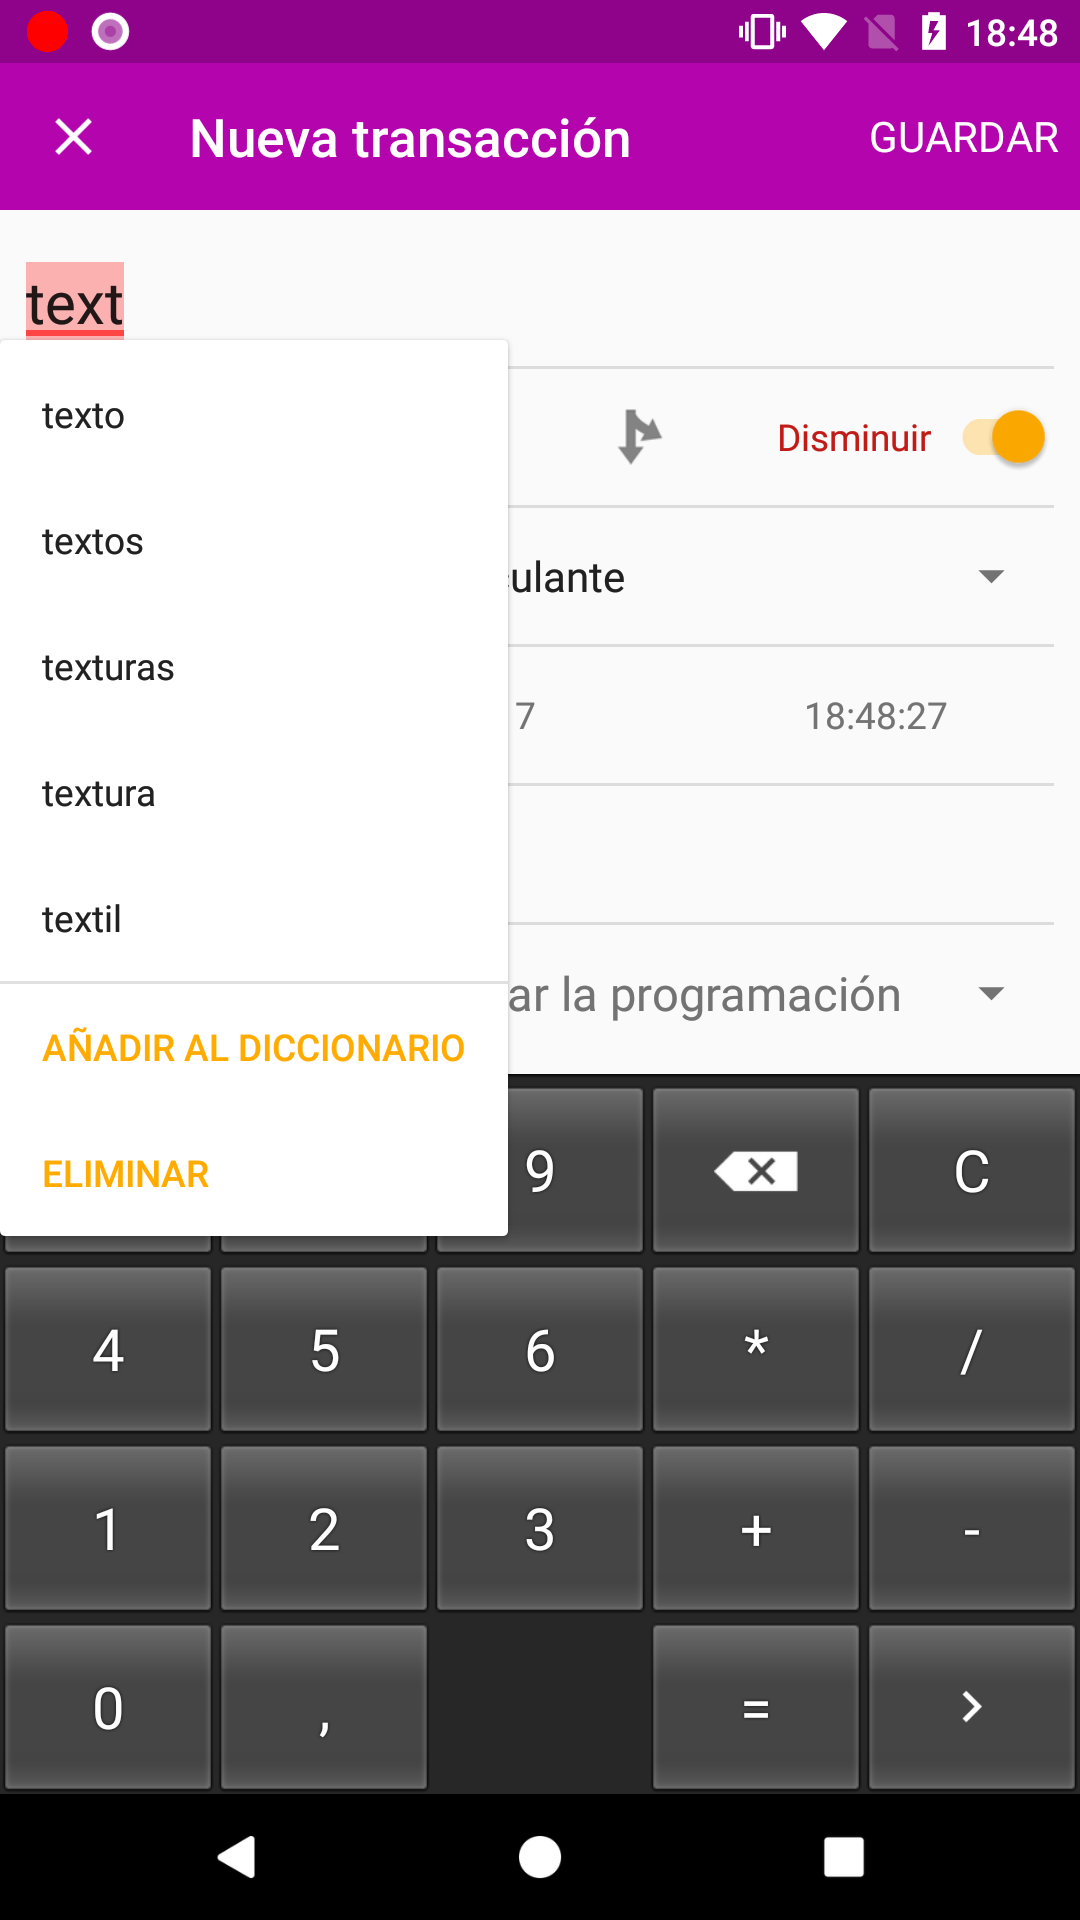 18:48
Nueva transacción
GUARDAR
text
texto
Disminuir
textos
ulante
texturas
7
18:48:27
textura
textil
ar la programación
AÑADIR AL DICCIONARIO
ELIMINAR
9
C
4
5
6
*
/
1
2
3
+
-
0
,
=
>